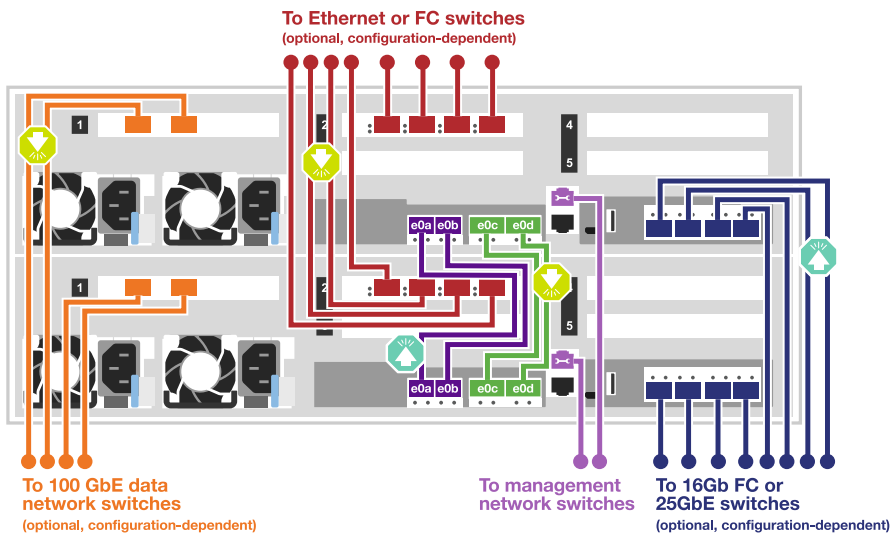 To Ethernet or FC switches
(optional, configuration-dependent)
1
2
4
5
e0a e0b e0c e0d
1
2
5
e0a e0b e0c e0d
To 100 GbE data
network switches
(optional, configuration-dependent)
To management
network switches
To 16Gb FC or
25GbE switches
(optional, configuration-dependent)